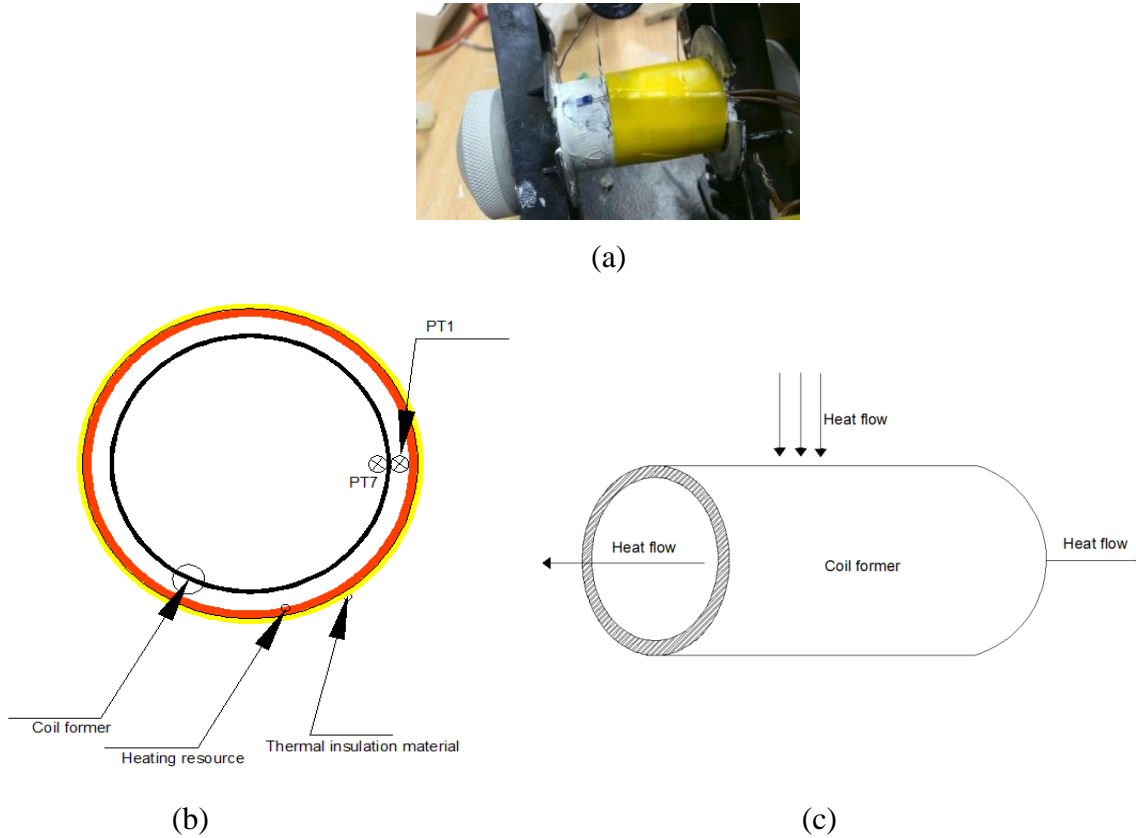 (a)
PT1
PT7
Coil former
Heating resource
Thermal insulation material
(b)
Heat flow
Heat flow
Coil former
Heat flow
(c)